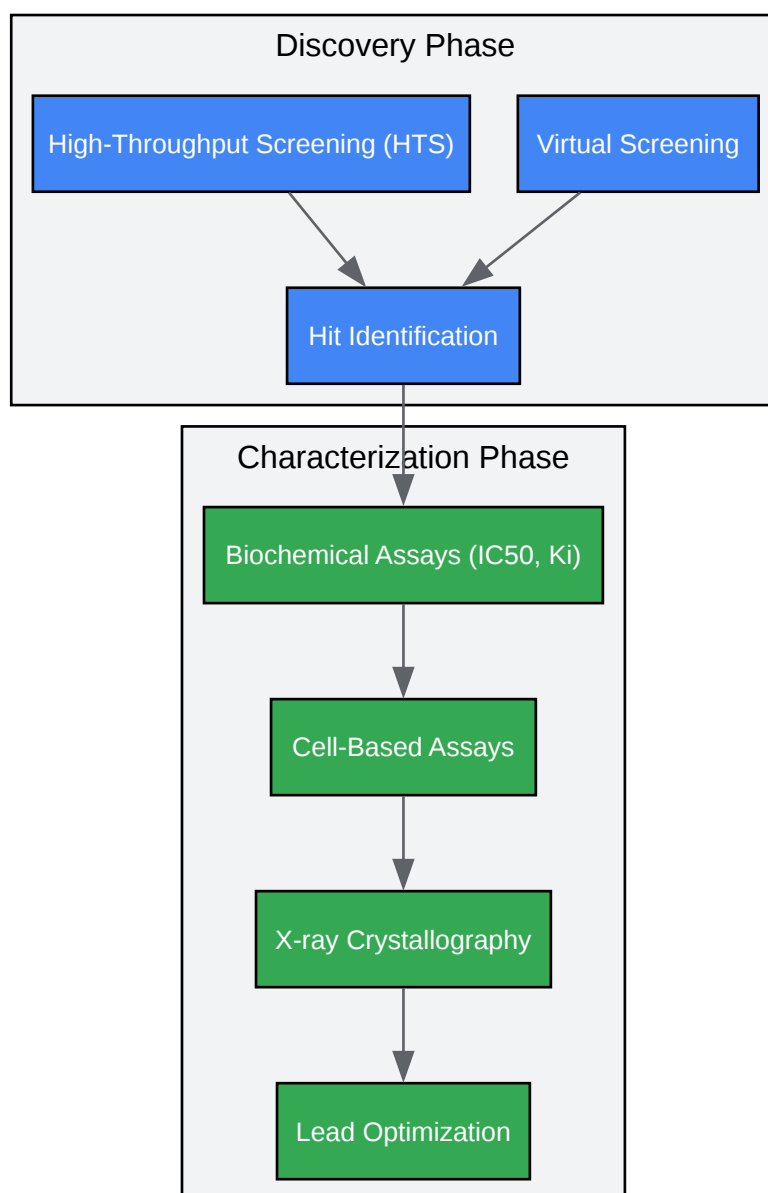 Discovery Phase
High-Throughput Screening (HTS)
Virtual Screening
Hit Identification
Characterization Phase
Biochemical Assays (IC50, Ki)
Cell-Based Assays
X-ray Crystallography
Lead Optimization